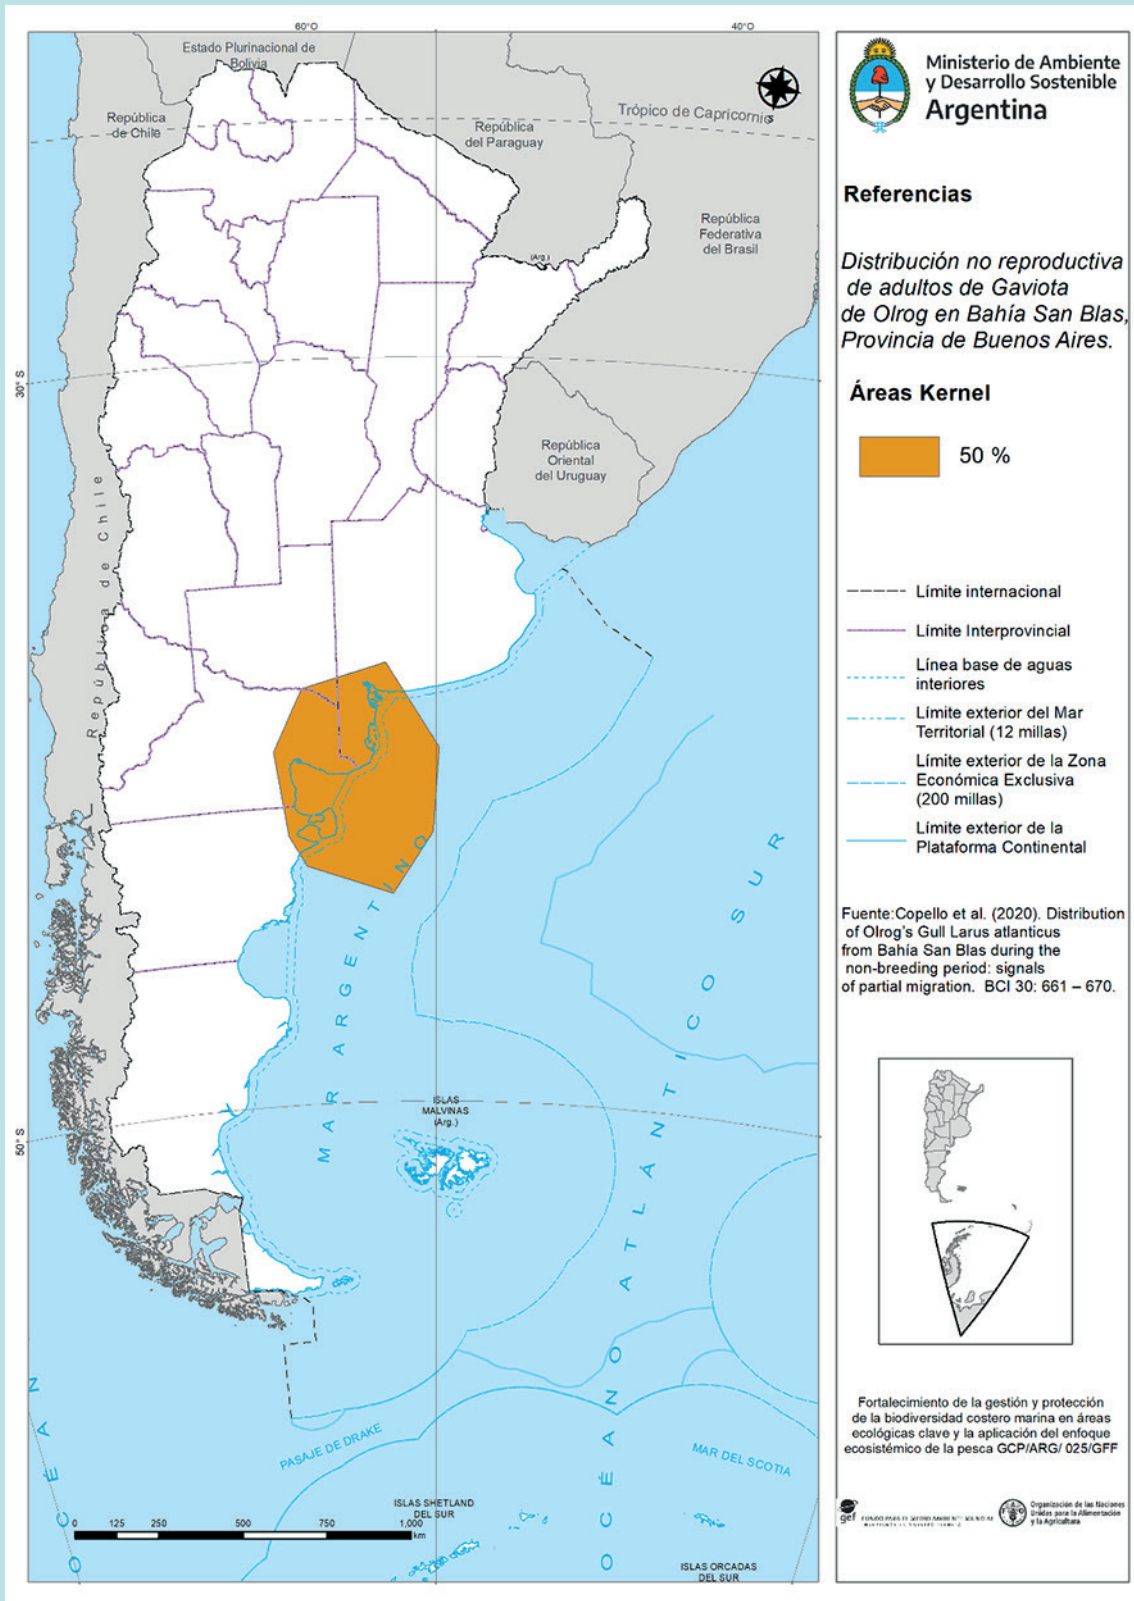 60°O
40°O
Estado Plurinacional de
Bolivia
República
de Chile
Trópico de Capricornio
S
República
del Paraguay
República
Federativa
del Brasil
(Arg.)
30° S
República
Oriental
del Uruguay
República de Chile
MAR ARGENTINO
OCÉANO ATLÁNTICO SUR
50° S
ISLAS
MALVINAS
(Arg.)
PASAJE DE DRAKE
MAR DEL SCOTIA
OCÉAN
O
ISLAS SHETLAND
DEL SUR
0 125 250 500 750 1,000
km
ISLAS ORCADAS
DEL SUR
Ministerio de Ambiente
y Desarrollo Sostenible
Argentina
Referencias
Distribución no reproductiva
de adultos de Gaviota
de Olrog en Bahía San Blas,
Provincia de Buenos Aires.
Áreas Kernel
50 %
Límite internacional
Límite Interprovincial
Línea base de aguas
interiores
Límite exterior del Mar
Territorial (12 millas)
Límite exterior de la Zona
Económica Exclusiva
(200 millas)
Límite exterior de la
Plataforma Continental
Fuente:Copello et al. (2020). Distribution
of Olrog's Gull Larus atlanticus
from Bahía San Blas during the
non-breeding period: signals
of partial migration. BCI 30: 661 – 670.
Fortalecimiento de la gestión y protección
de la biodiversidad costero marina en áreas
ecológicas clave y la aplicación del enfoque
ecosistémico de la pesca GCP/ARG/ 025/GFF
gef
FONDO PARA EL MEDIO AMBIENTE MUNDIAL
Organización de las Naciones
Unidas para la Alimentación
y la Agricultura